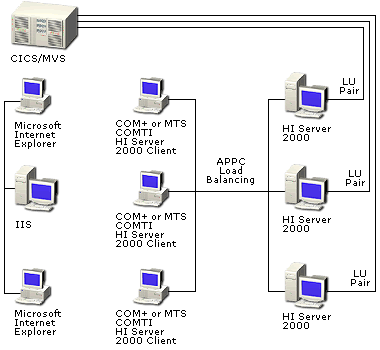 CICS/MVS
LU
Pair
Microsoft
Internet
Explorer
COM+ or MTS
COMTI
HI Server
2000 Client
HI Server
2000
APPC
Load
Balancing
LU
Pair
IIS
COM+ or MTS
COMTI
HI Server
2000 Client
HI Server
2000
LU
Pair
Microsoft
Internet
Explorer
COM+ or MTS
COMTI
HI Server
2000 Client
HI Server
2000